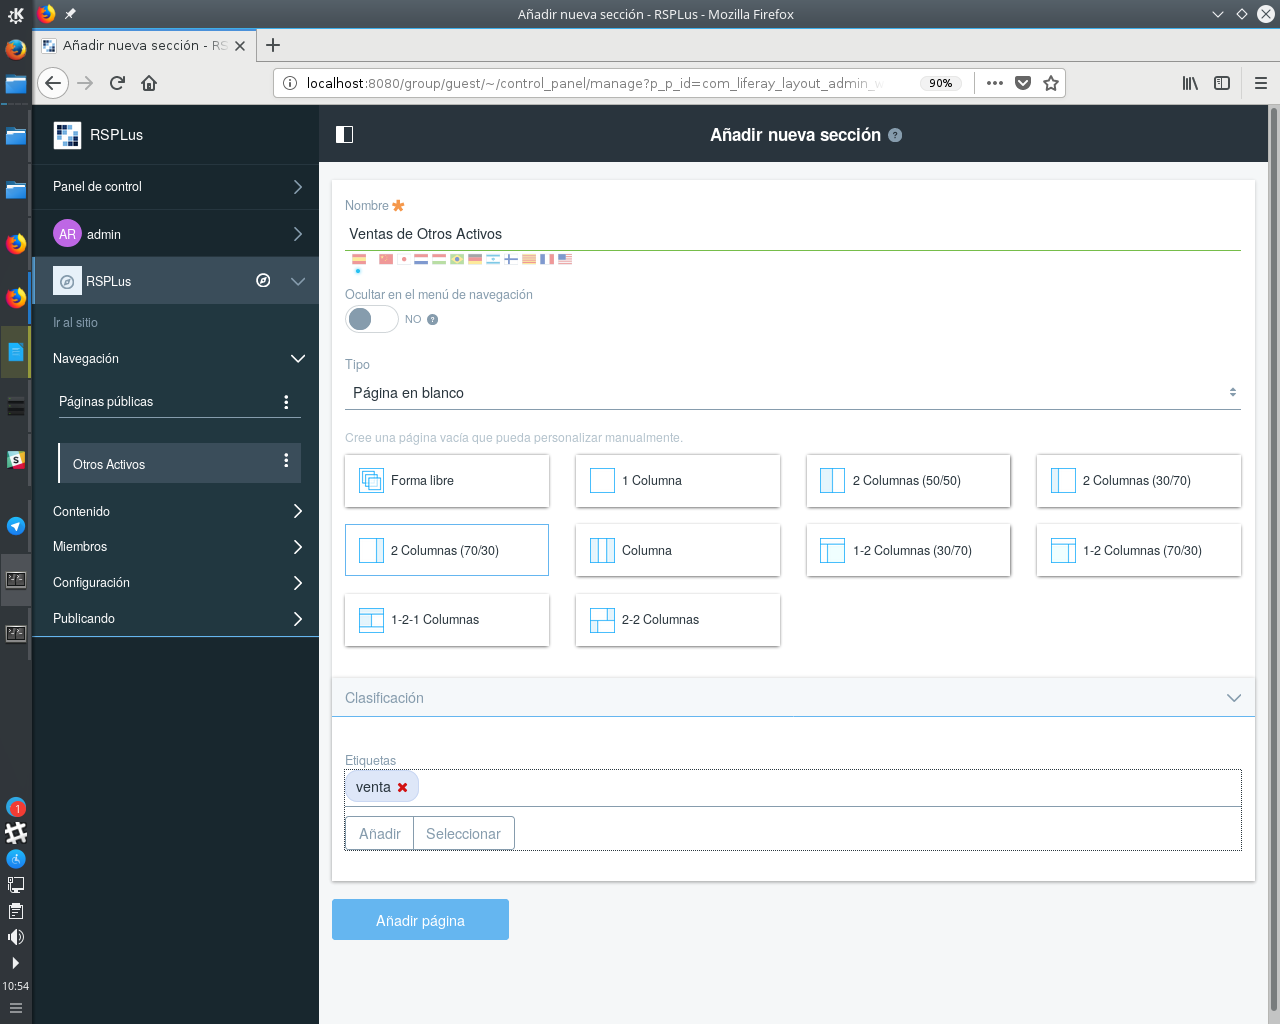 Añadir nueva sección - RSPLus - Mozilla Firefox
Añadir nueva sección - RS
localhost:8080/group/guest/~/control_panel/manage?p_p_id=com_liferay_layout_admin_w
90%
RSPLus
Añadir nueva sección ?
Panel de control
AR admin
RSPLus
Ir al sitio
Navegación
Páginas públicas
Otros Activos
Contenido
Miembros
Configuración
Publicando
Nombre
Ventas de Otros Activos
Ocultar en el menú de navegación
NO ?
Tipo
Página en blanco
Cree una página vacía que pueda personalizar manualmente.
Forma libre
1 Columna
2 Columnas (50/50)
2 Columnas (30/70)
2 Columnas (70/30)
Columna
1-2 Columnas (30/70)
1-2 Columnas (70/30)
1-2-1 Columnas
2-2 Columnas
Clasificación
Etiquetas
venta
Añadir
Seleccionar
Añadir página
1
10:54